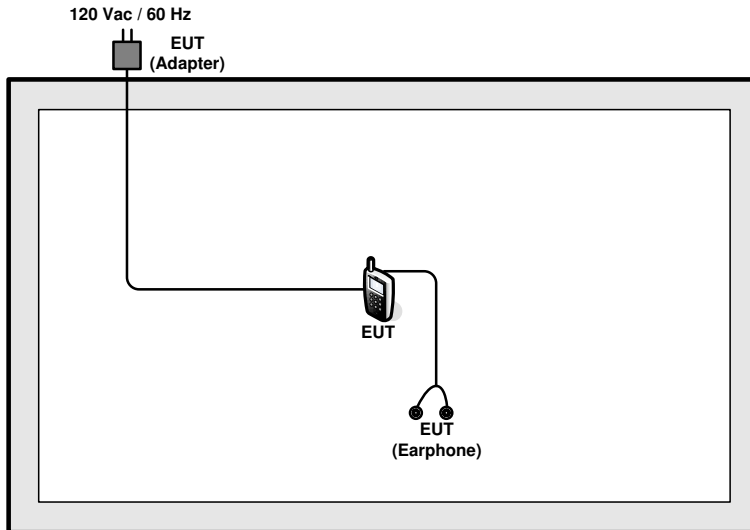 120 Vac / 60 Hz
EUT
(Adapter)
EUT
EUT
(Earphone)